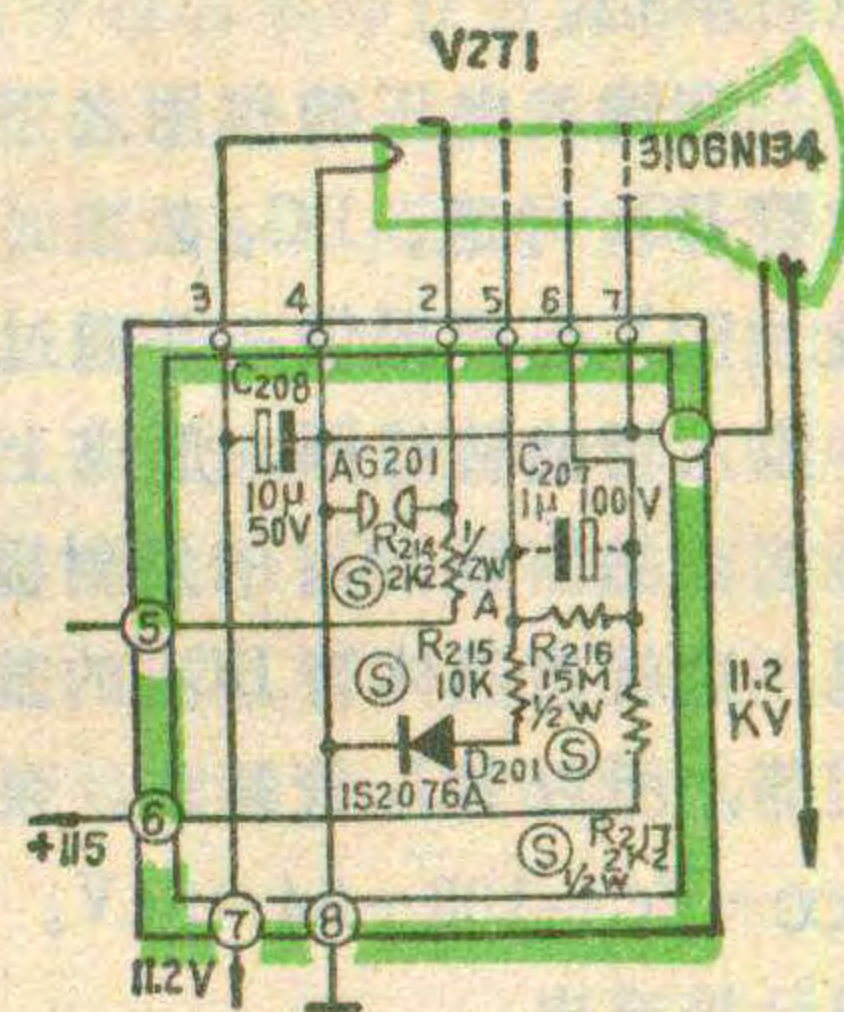 V271
3106N134
3 4 2 5 6 7
C208
10μ
50V
AG201
C207
1μ 100V
R214
2K2
1/2W
A
S
5
R215
10K
S
R216
15M
1/2W
S
11.2
KV
D201
1S2076A
6
+115
R217
2K2
1/2W
S
7
8
11.2V